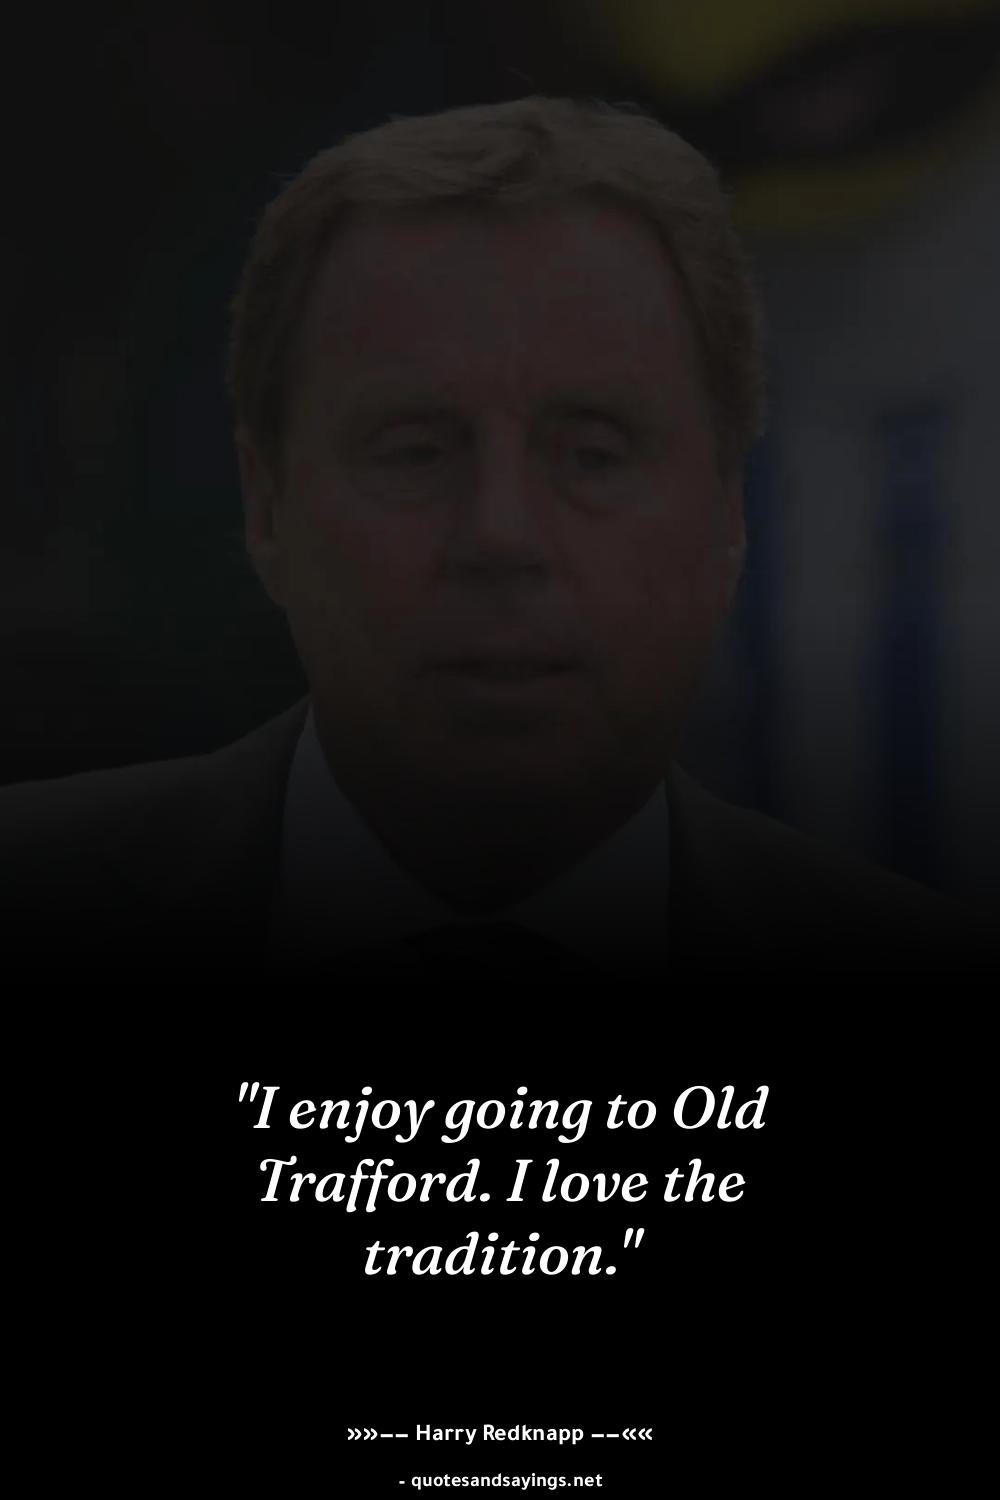 "I enjoy going to Old
Trafford. I love the
tradition."
»»−− Harry Redknapp −−««
- quotesandsayings.net